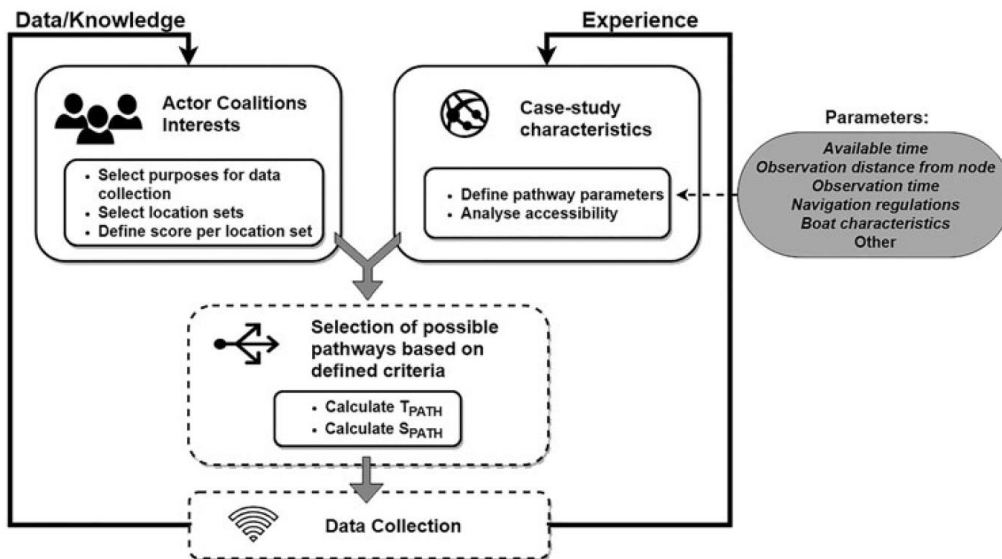 Data/Knowledge
Experience
Actor Coalitions
Interests
• Select purposes for data
collection
• Select location sets
• Define score per location set
Case-study
characteristics
• Define pathway parameters
• Analyse accessibility
Parameters:
Available time
Observation distance from node
Observation time
Navigation regulations
Boat characteristics
Other
Selection of possible
pathways based on
defined criteria
• Calculate TPATH
• Calculate SPATH
Data Collection